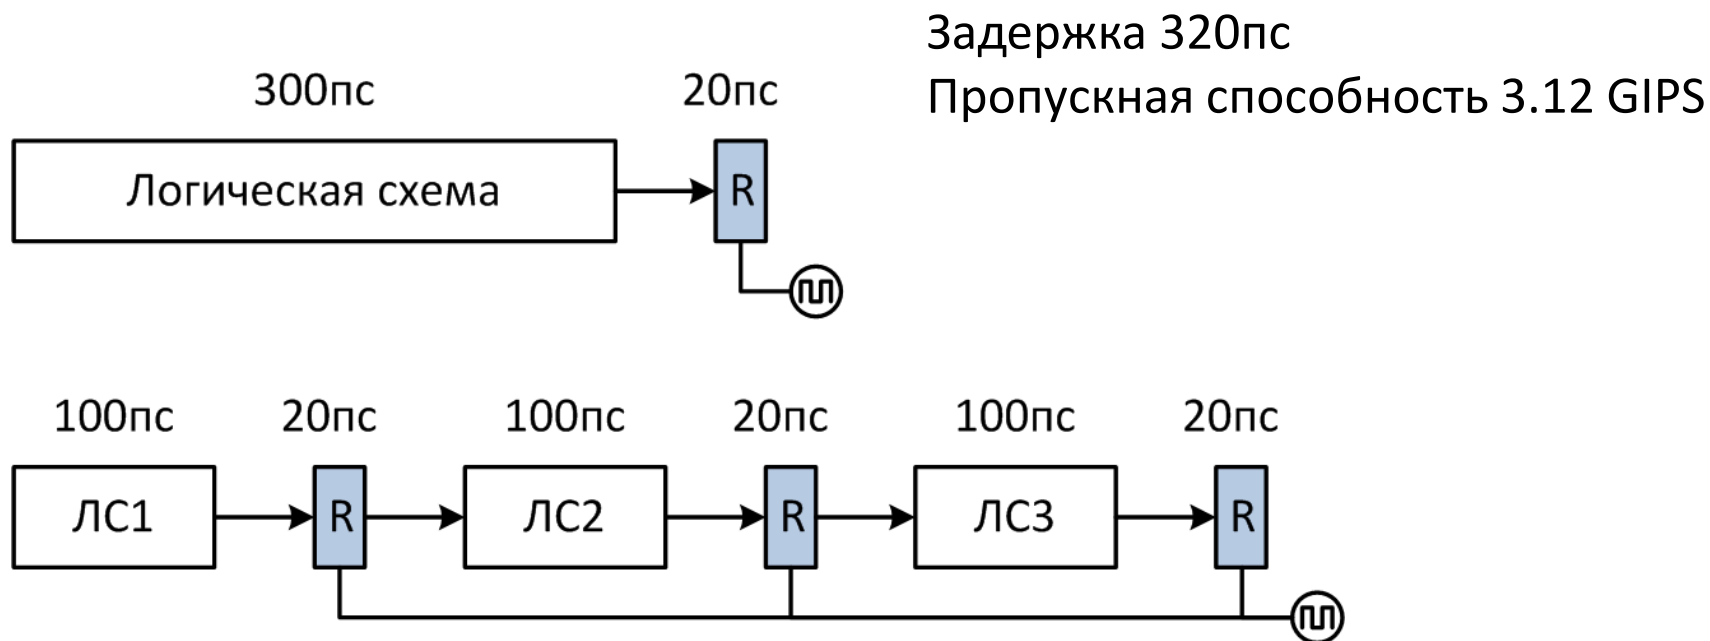 Задержка 320пс
Пропускная способность 3.12 GIPS
300пс 20пс
Логическая схема R
100пс 20пс 100пс 20пс 100пс 20пс
ЛС1 R ЛС2 R ЛС3 R